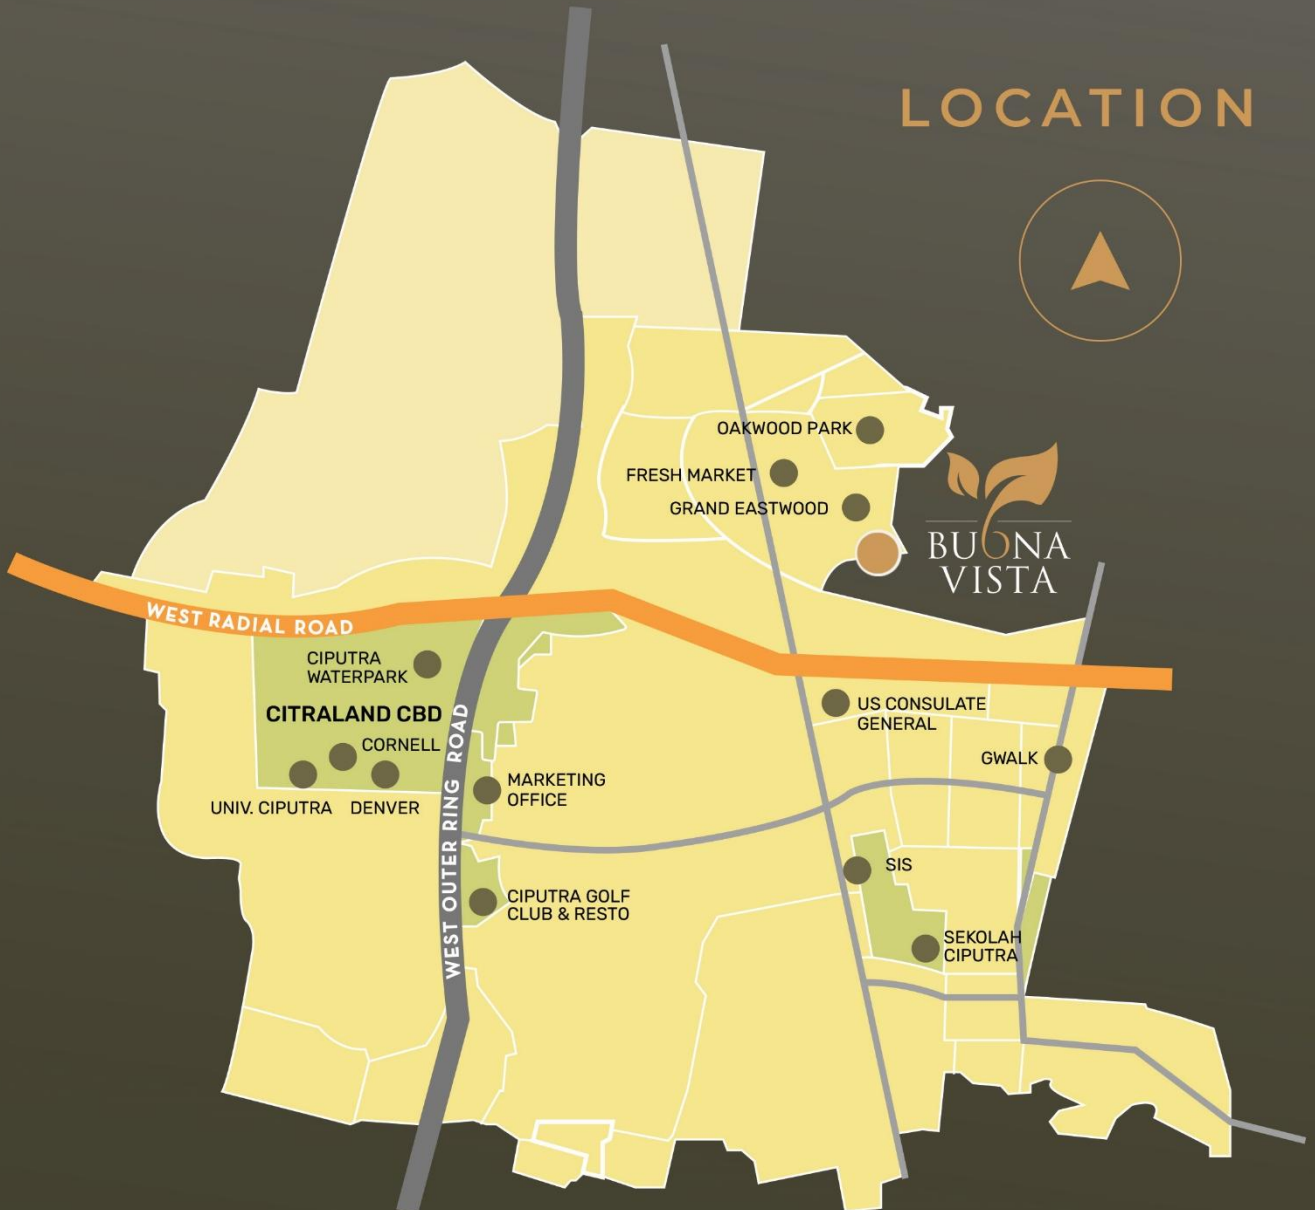 LOCATION
OAKWOOD PARK
FRESH MARKET
GRAND EASTWOOD
BUONA
VISTA
WEST RADIAL ROAD
CIPUTRA
WATERPARK
CITRALAND CBD
CORNELL
UNIV. CIPUTRA
DENVER
WEST OUTER RING ROAD
MARKETING
OFFICE
CIPUTRA GOLF
CLUB & RESTO
US CONSULATE
GENERAL
GWALK
SIS
SEKOLAH
CIPUTRA